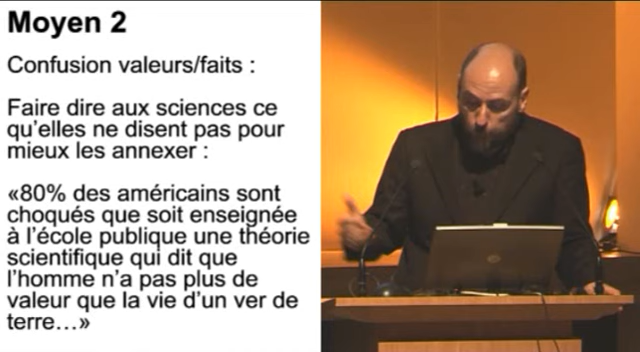 Moyen 2
Confusion valeurs/faits :
Faire dire aux sciences ce
qu'elles ne disent pas pour
mieux les annexer :
«80% des américains sont
choqués que soit enseignée
à l'école publique une théorie
scientifique qui dit que
l'homme n'a pas plus de
valeur que la vie d'un ver de
terre...»